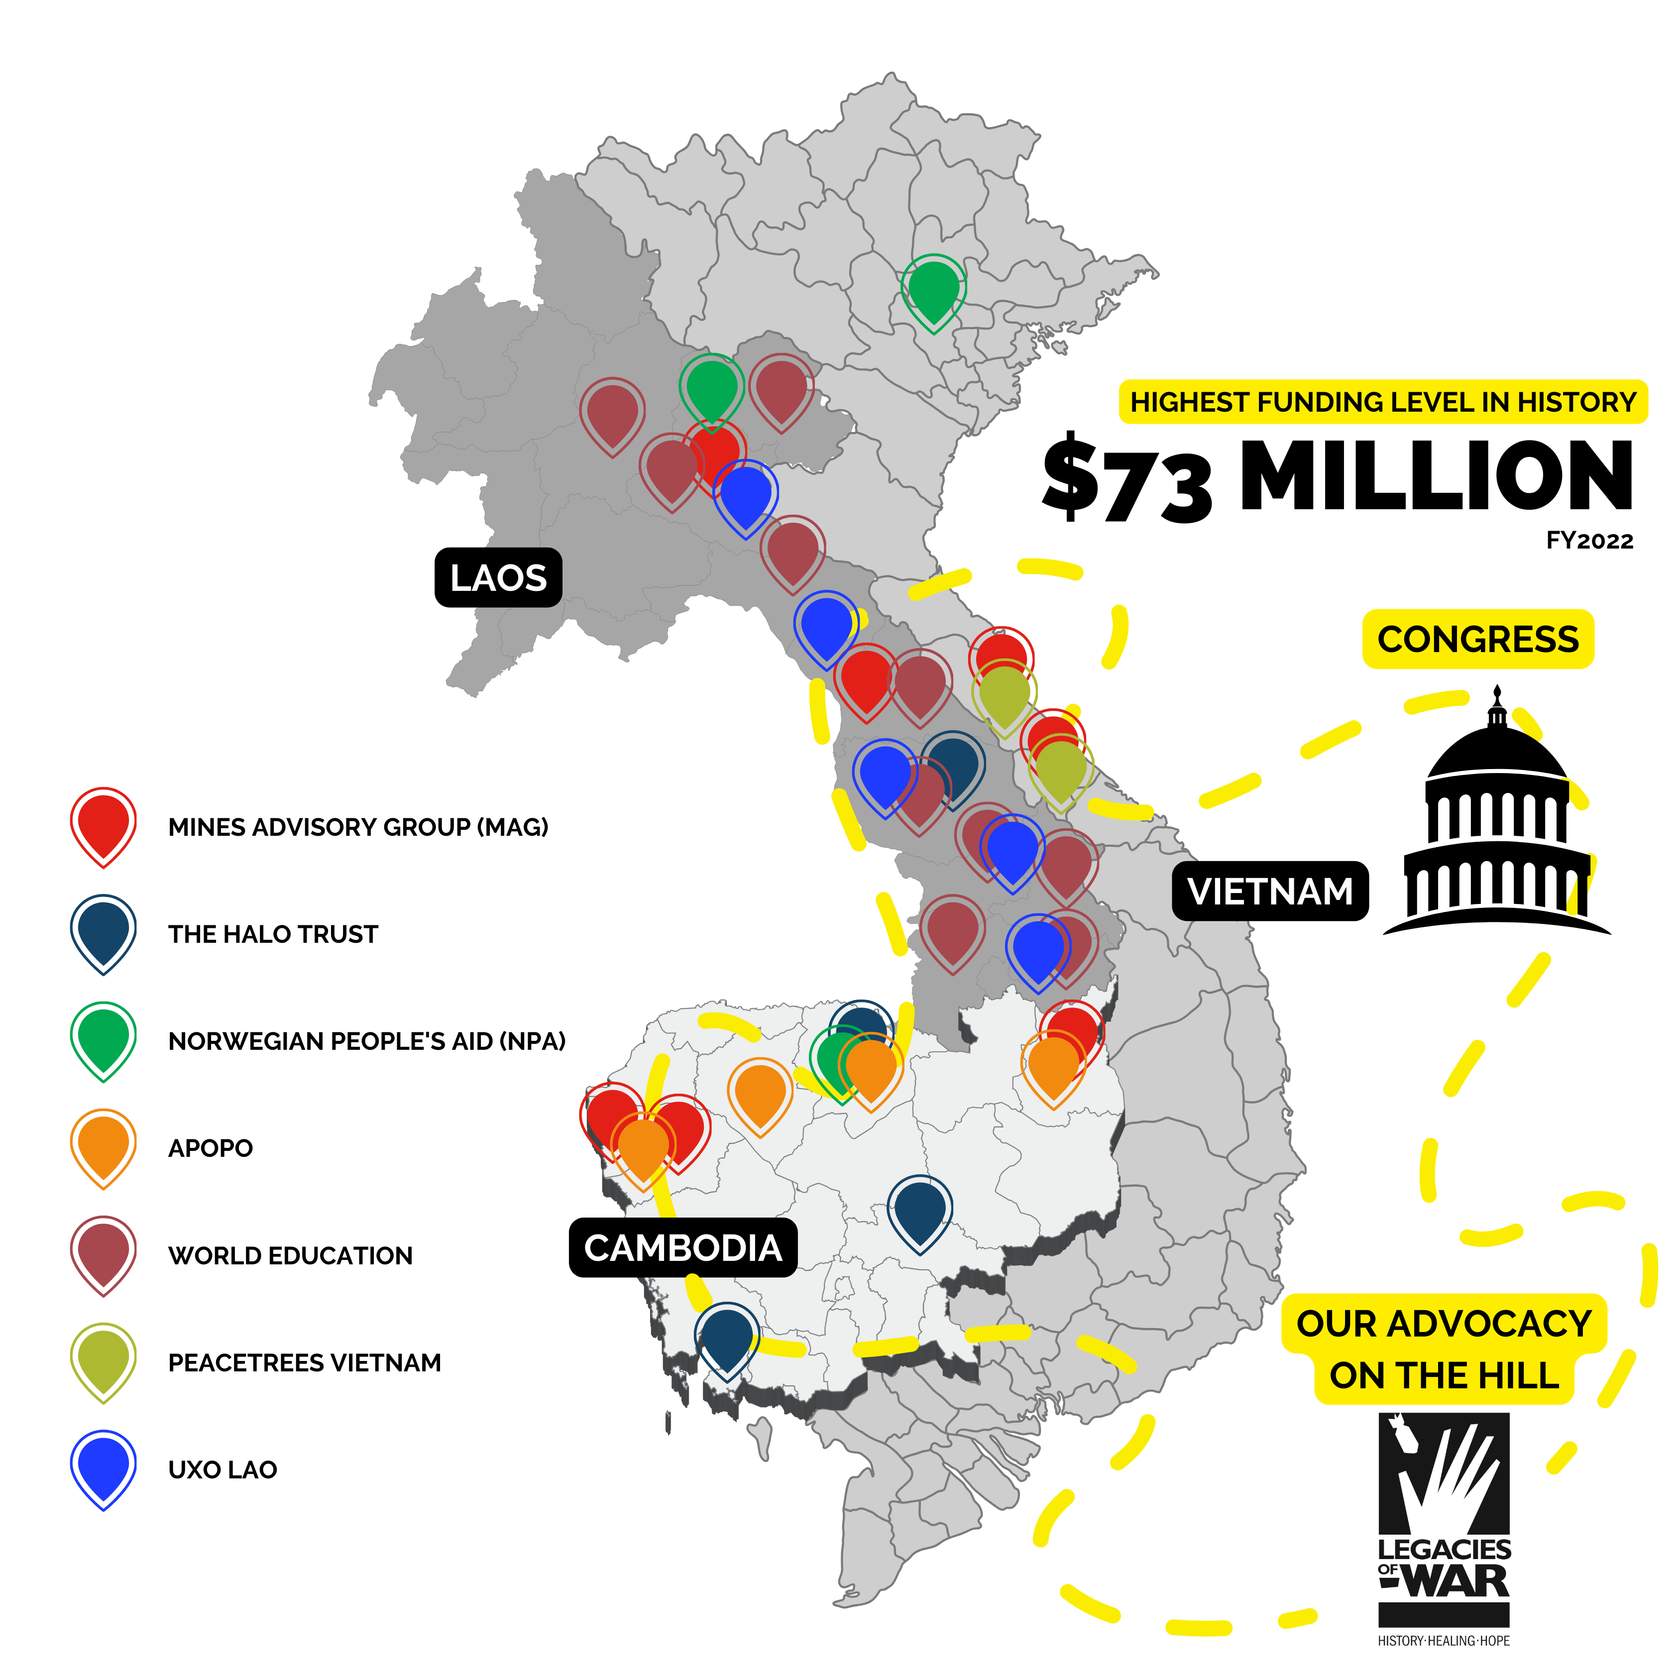 HIGHEST FUNDING LEVEL IN HISTORY
$73 MILLION
FY2022
LAOS
CONGRESS
VIETNAM
MINES ADVISORY GROUP (MAG)
THE HALO TRUST
NORWEGIAN PEOPLE'S AID (NPA)
APOPO
WORLD EDUCATION
PEACETREES VIETNAM
UXO LAO
CAMBODIA
OUR ADVOCACY
ON THE HILL
LEGACIES
OF WAR
HISTORY·HEALING·HOPE